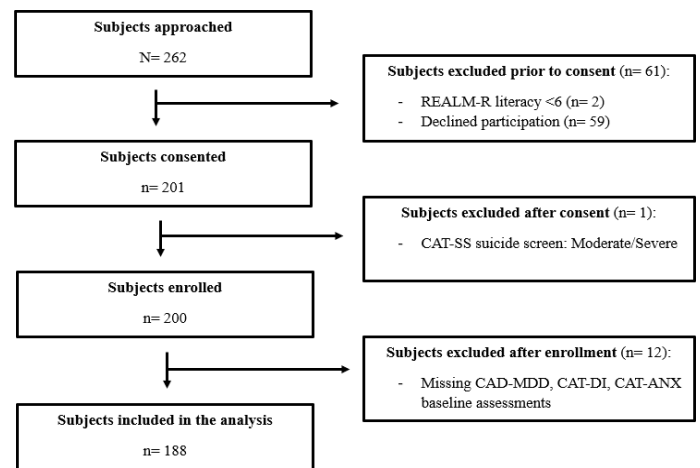 Subjects approached
N= 262
Subjects excluded prior to consent (n= 61):
- REALM-R literacy <6 (n= 2)
- Declined participation (n= 59)
Subjects consented
n= 201
Subjects excluded after consent (n= 1):
- CAT-SS suicide screen: Moderate/Severe
Subjects enrolled
n= 200
Subjects excluded after enrollment (n= 12):
- Missing CAD-MDD, CAT-DI, CAT-ANX
baseline assessments
Subjects included in the analysis
n= 188